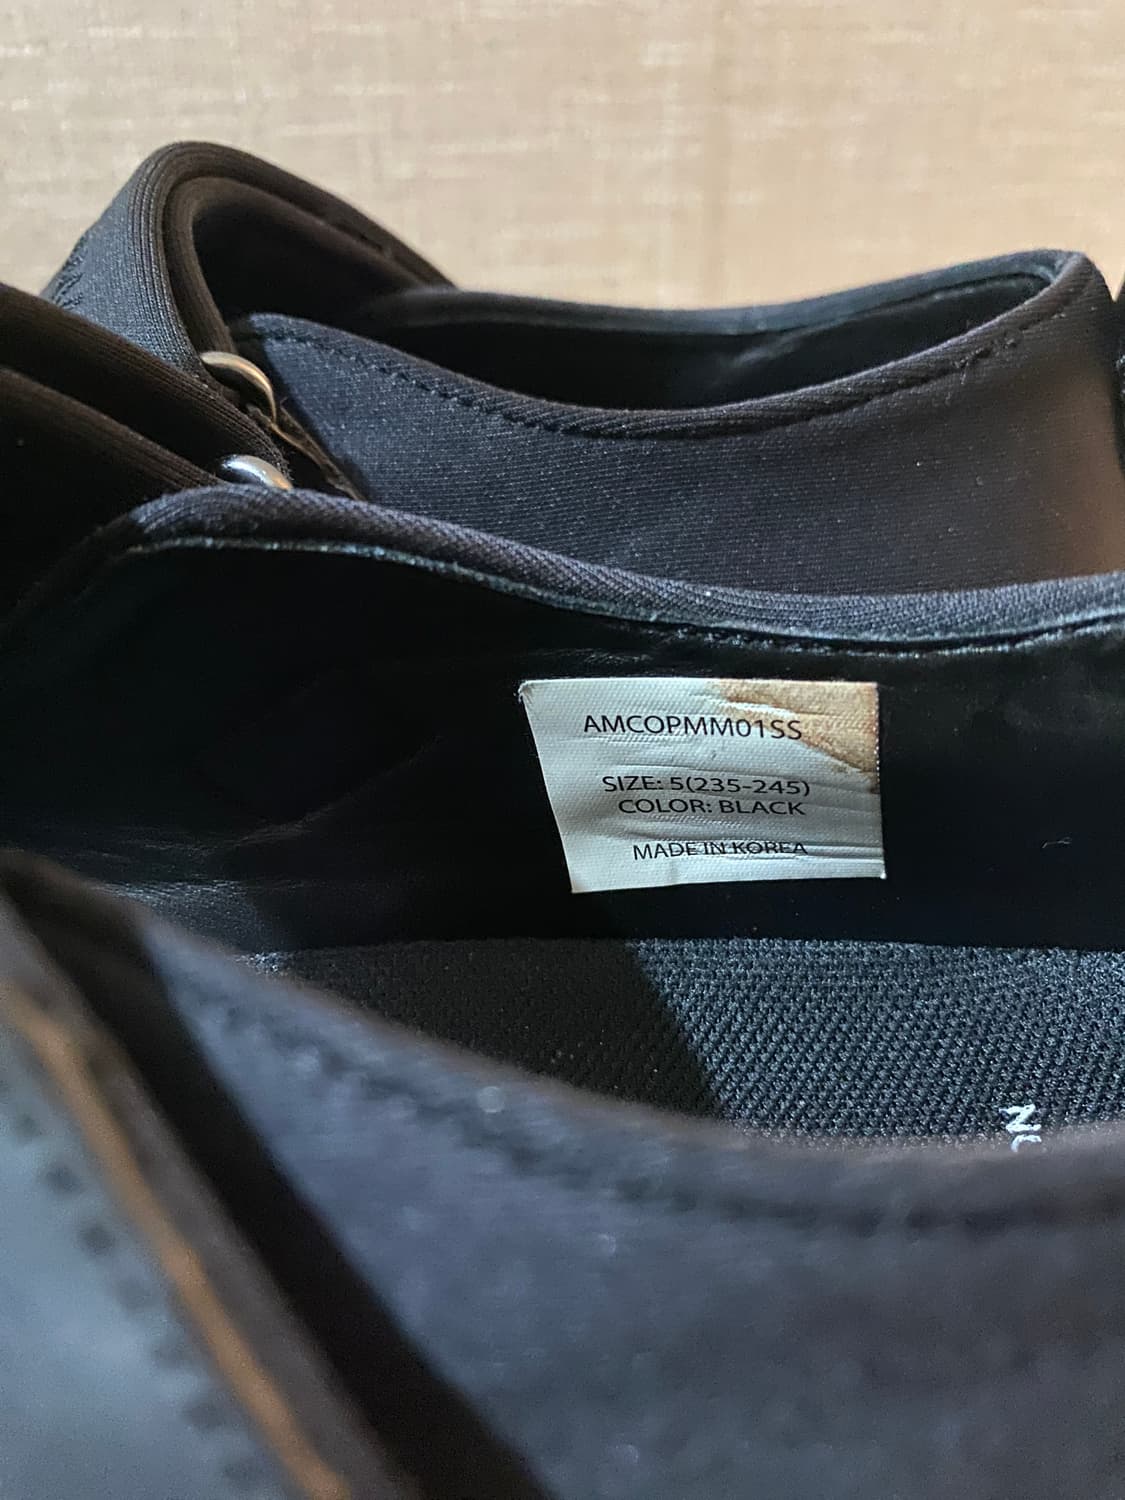 AMCOPMM01SS
SIZE: 5(235-245)
COLOR: BLACK
MADE IN KOREA